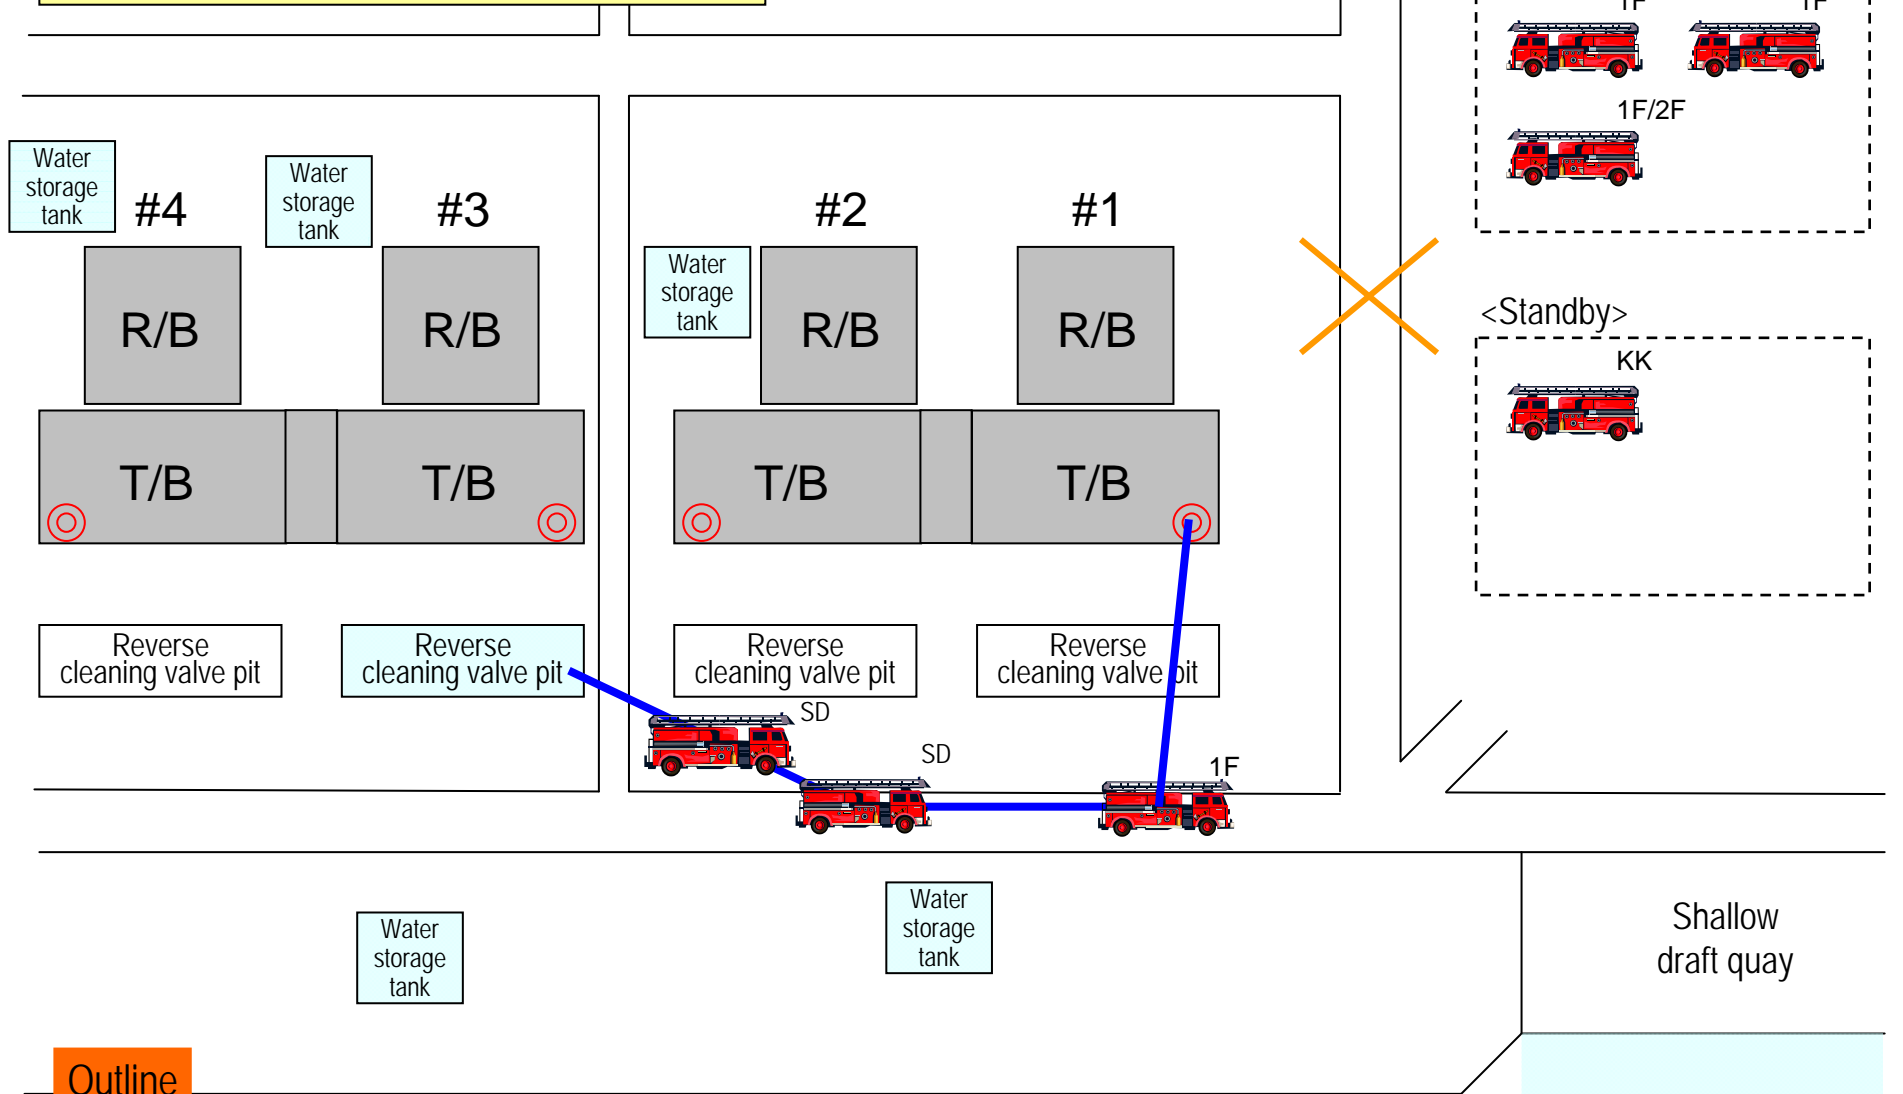 1F
1F
1F/2F
Water
storage
tank
Water
storage
tank
#4
#3
#2
#1
Water
storage
tank
R/B
R/B
R/B
R/B
<Standby>
KK
T/B
T/B
T/B
T/B
Reverse
cleaning valve pit
Reverse
cleaning valve pit
Reverse
cleaning valve pit
Reverse
cleaning valve pit
SD
SD
1F
Water
storage
tank
Water
storage
tank
Shallow
draft quay
Outline